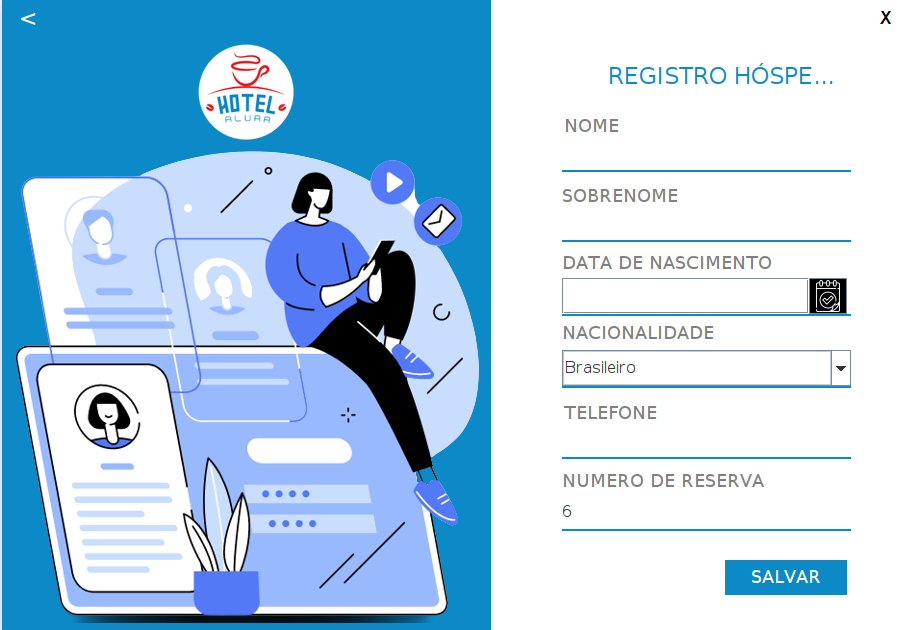 <
X
HOTEL
ALURA
REGISTRO HÓSPE...
NOME
SOBRENOME
DATA DE NASCIMENTO
NACIONALIDADE
Brasileiro
TELEFONE
NUMERO DE RESERVA
6
SALVAR